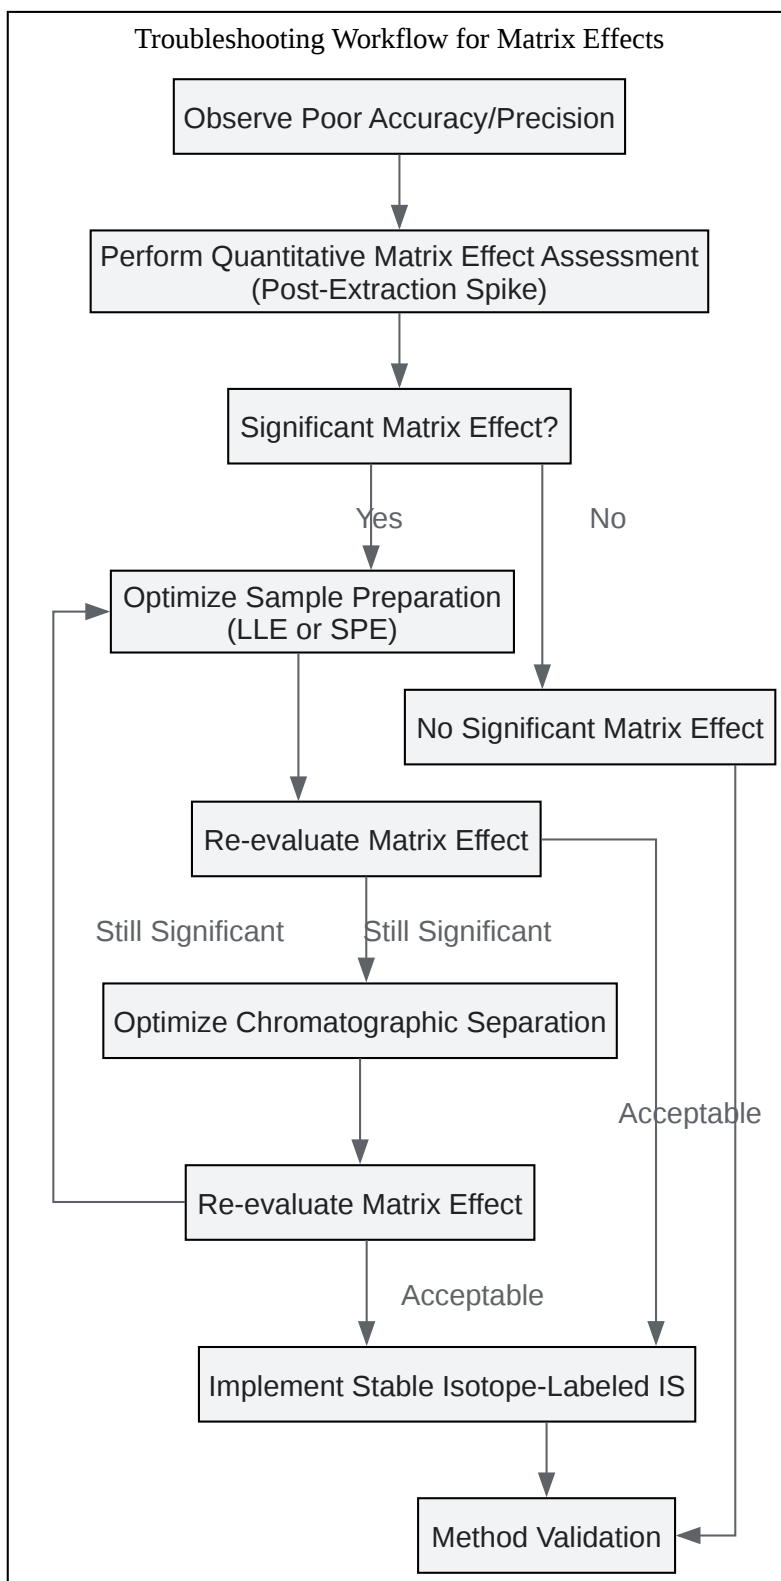 Troubleshooting Workflow for Matrix Effects
Observe Poor Accuracy/Precision
Perform Quantitative Matrix Effect Assessment
(Post-Extraction Spike)
Significant Matrix Effect?
Yes
No
Optimize Sample Preparation
(LLE or SPE)
No Significant Matrix Effect
Re-evaluate Matrix Effect
Still Significant
Still Significant
Optimize Chromatographic Separation
Acceptable
Re-evaluate Matrix Effect
Acceptable
Implement Stable Isotope-Labeled IS
Method Validation